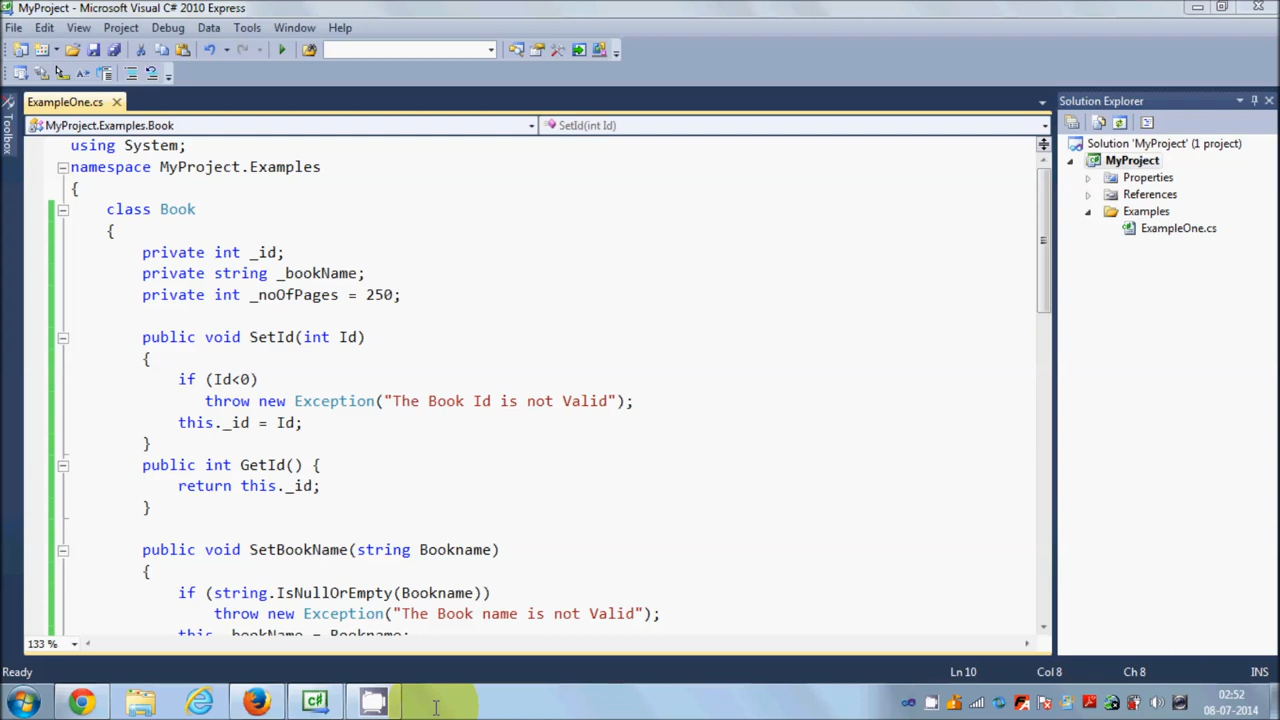 MyProject - Microsoft Visual C# 2010 Express
File Edit View Project Debug Data Tools Window Help
ExampleOne.cs
Solution Explorer
Toolbox
MyProject.Examples.Book
SetId(int Id)
using System;
namespace MyProject.Examples
{
class Book
{
private int _id;
private string _bookName;
private int _noOfPages = 250;
public void SetId(int Id)
{
if (Id<0)
throw new Exception("The Book Id is not Valid");
this._id = Id;
}
public int GetId() {
return this._id;
}
public void SetBookName(string Bookname)
{
if (string.IsNullOrEmpty(Bookname))
throw new Exception("The Book name is not Valid");
this._bookName = Bookname;
Solution 'MyProject' (1 project)
MyProject
Properties
References
Examples
ExampleOne.cs
133 %
Ready
Ln 10 Col 8 Ch 8 INS
02:52
08-07-2014